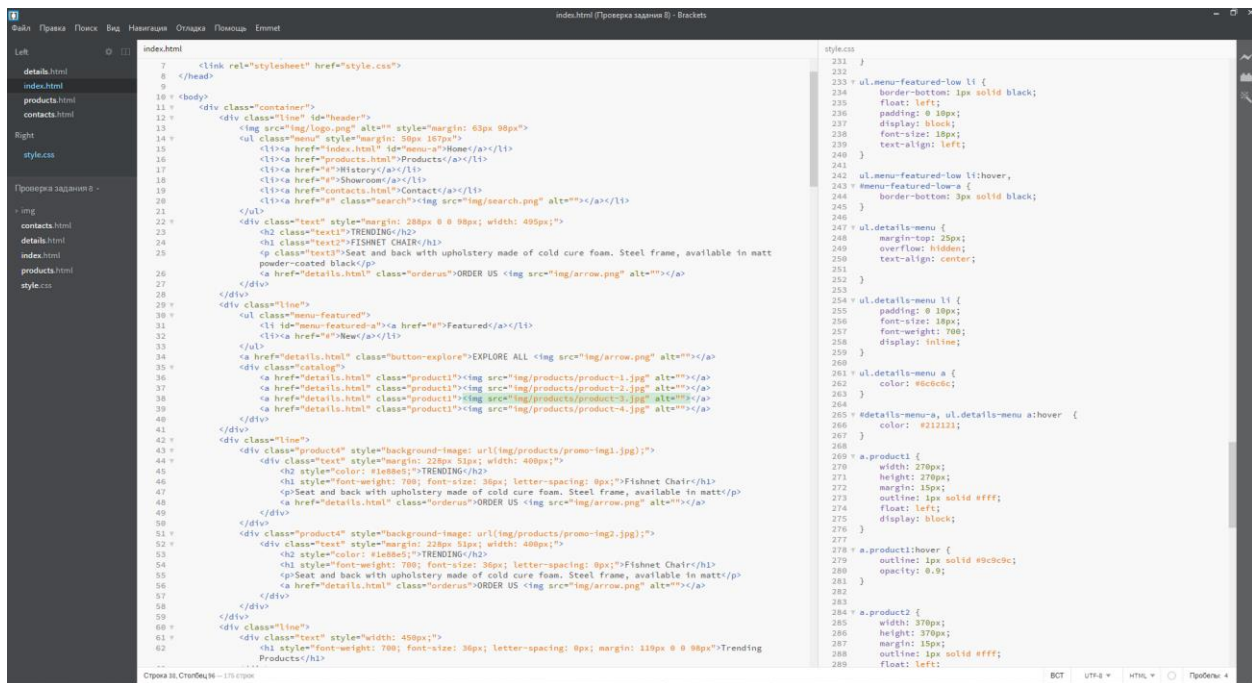 index.html (Проверка задания 8) - Brackets
Файл Правка Поиск Вид Навигация Отладка Помощь Emmet
Left
details.html
index.html
products.html
contacts.html
Right
style.css
Проверка задания 8
img
contacts.html
details.html
index.html
products.html
style.css
index.html
7 <link rel="stylesheet" href="style.css">
8 </head>
9
10 <body>
11 <div class="container">
12 <div class="line" id="header">
13 <img src="img/logo.png" alt="" style="margin: 63px 98px">
14 <ul class="menu" style="margin: 50px 167px">
15 <li><a href="index.html" id="menu-a">Home</a></li>
16 <li><a href="products.html">Products</a></li>
17 <li><a href="#">History</a></li>
18 <li><a href="#">Showroom</a></li>
19 <li><a href="contacts.html">Contact</a></li>
20 <li><a href="#" class="search"><img src="img/search.png" alt=""></a></li>
21 </ul>
22 <div class="text" style="margin: 288px 0 0 98px; width: 495px;">
23 <h2 class="text1">TRENDING</h2>
24 <h1 class="text2">FISHNET CHAIR</h1>
25 <p class="text3">Seat and back with upholstery made of cold cure foam. Steel frame, available in matt
powder-coated black</p>
26 <a href="details.html" class="orderus">ORDER US <img src="img/arrow.png" alt=""></a>
27 </div>
28 </div>
29 <div class="line">
30 <ul class="menu-featured">
31 <li id="menu-featured-a"><a href="#">Featured</a></li>
32 <li><a href="#">New</a></li>
33 </ul>
34 <a href="details.html" class="button-explore">EXPLORE ALL <img src="img/arrow.png" alt=""></a>
35 <div class="catalog">
36 <a href="details.html" class="product1"><img src="img/products/product-1.jpg" alt=""></a>
37 <a href="details.html" class="product1"><img src="img/products/product-2.jpg" alt=""></a>
38 <a href="details.html" class="product1"><img src="img/products/product-3.jpg" alt=""></a>
39 <a href="details.html" class="product1"><img src="img/products/product-4.jpg" alt=""></a>
40 </div>
41 </div>
42 <div class="line">
43 <div class="product4" style="background-image: url(img/products/promo-img1.jpg);">
44 <div class="text" style="margin: 228px 51px; width: 400px;">
45 <h2 style="color: #1e88e5;">TRENDING</h2>
46 <h1 style="font-weight: 700; font-size: 36px; letter-spacing: 0px;">Fishnet Chair</h1>
47 <p>Seat and back with upholstery made of cold cure foam. Steel frame, available in matt</p>
48 <a href="details.html" class="orderus">ORDER US <img src="img/arrow.png" alt=""></a>
49 </div>
50 </div>
51 <div class="product4" style="background-image: url(img/products/promo-img2.jpg);">
52 <div class="text" style="margin: 228px 51px; width: 400px;">
53 <h2 style="color: #1e88e5;">TRENDING</h2>
54 <h1 style="font-weight: 700; font-size: 36px; letter-spacing: 0px;">Fishnet Chair</h1>
55 <p>Seat and back with upholstery made of cold cure foam. Steel frame, available in matt</p>
56 <a href="details.html" class="orderus">ORDER US <img src="img/arrow.png" alt=""></a>
57 </div>
58 </div>
59 </div>
60 <div class="line">
61 <div class="text" style="width: 450px;">
62 <h1 style="font-weight: 700; font-size: 36px; letter-spacing: 0px; margin: 119px 0 0 98px">Trending
Products</h1>
style.css
231 }
232
233 ul.menu-featured-low li {
234 border-bottom: 1px solid black;
235 float: left;
236 padding: 0 10px;
237 display: block;
238 font-size: 18px;
239 text-align: left;
240 }
241
242 ul.menu-featured-low li:hover,
243 #menu-featured-low-a {
244 border-bottom: 3px solid black;
245 }
246
247 ul.details-menu {
248 margin-top: 25px;
249 overflow: hidden;
250 text-align: center;
251
252 }
253
254 ul.details-menu li {
255 padding: 0 10px;
256 font-size: 18px;
257 font-weight: 700;
258 display: inline;
259 }
260
261 ul.details-menu a {
262 color: #6c6c6c;
263 }
264
265 #details-menu-a, ul.details-menu a:hover {
266 color: #212121;
267 }
268
269 a.product1 {
270 width: 270px;
271 height: 270px;
272 margin: 15px;
273 outline: 1px solid #fff;
274 float: left;
275 display: block;
276 }
277
278 a.product1:hover {
279 outline: 1px solid #9c9c9c;
280 opacity: 0.9;
281 }
282
283
284 a.product2 {
285 width: 370px;
286 height: 370px;
287 margin: 15px;
288 outline: 1px solid #fff;
289 float: left;
Строка 38, Столбец 96 — 175 строк
ВСТ UTF-8 HTML Пробелы: 4